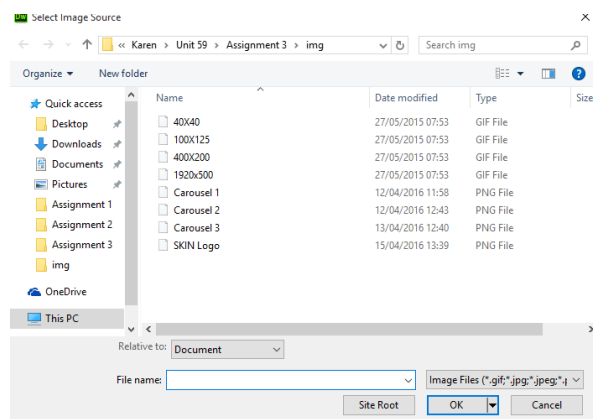 Dw Select Image Source
« Karen > Unit 59 > Assignment 3 > img Search img
Organize New folder
Name Date modified Type Size
Quick access
Desktop
Downloads
Documents
Pictures
Assignment 1
Assignment 2
Assignment 3
img
OneDrive
This PC
40X40 27/05/2015 07:53 GIF File
100X125 27/05/2015 07:53 GIF File
400X200 27/05/2015 07:53 GIF File
1920x500 27/05/2015 07:53 GIF File
Carousel 1 12/04/2016 11:58 PNG File
Carousel 2 12/04/2016 12:43 PNG File
Carousel 3 13/04/2016 12:40 PNG File
SKIN Logo 15/04/2016 13:39 PNG File
Relative to: Document
File name: Image Files (*.gif;*.jpg;*.jpeg;*.
Site Root OK Cancel